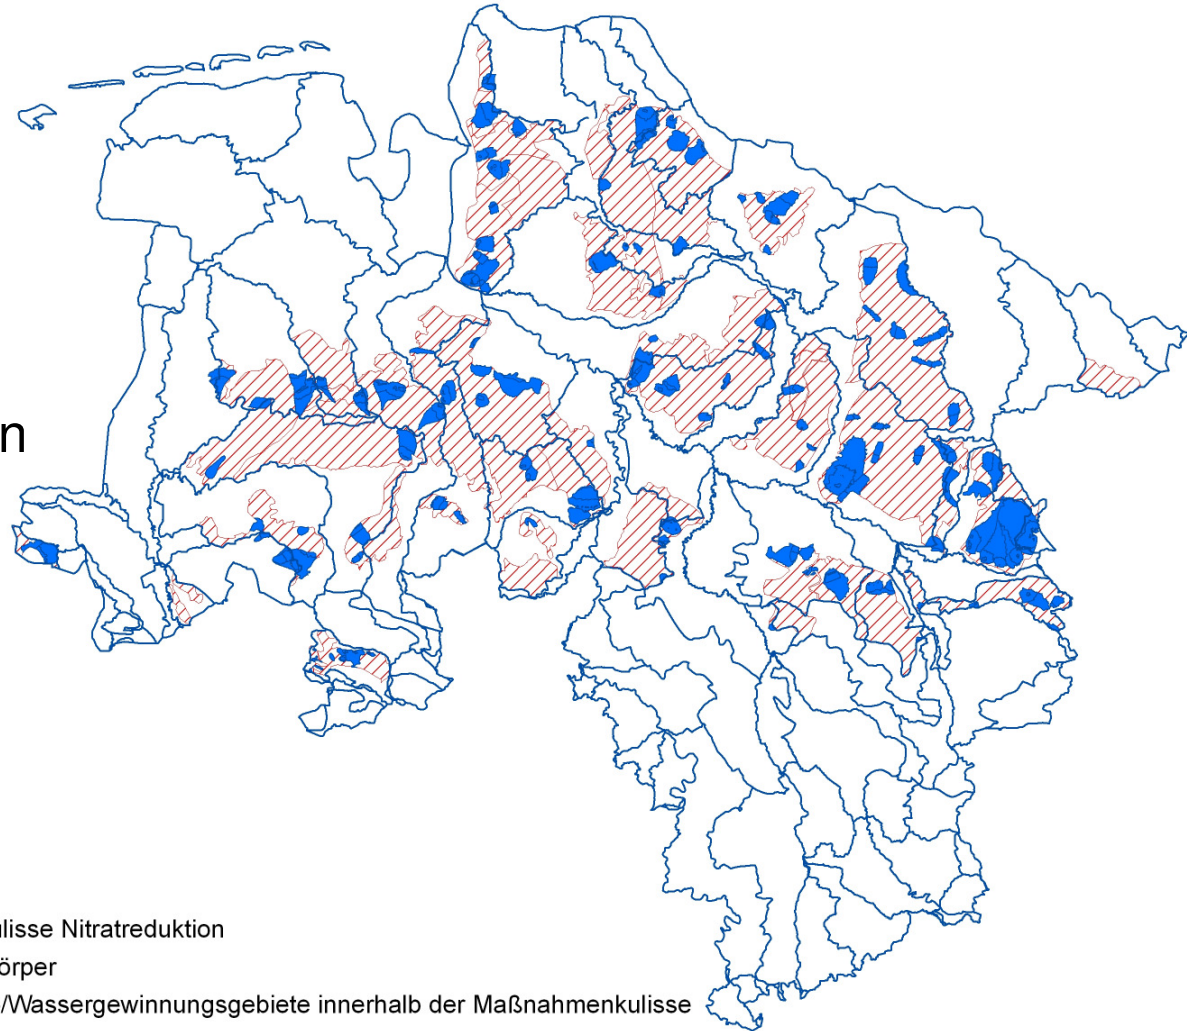 n
ulisse Nitratreduktion
örper
/Wassergewinnungsgebiete innerhalb der Maßnahmenkulisse